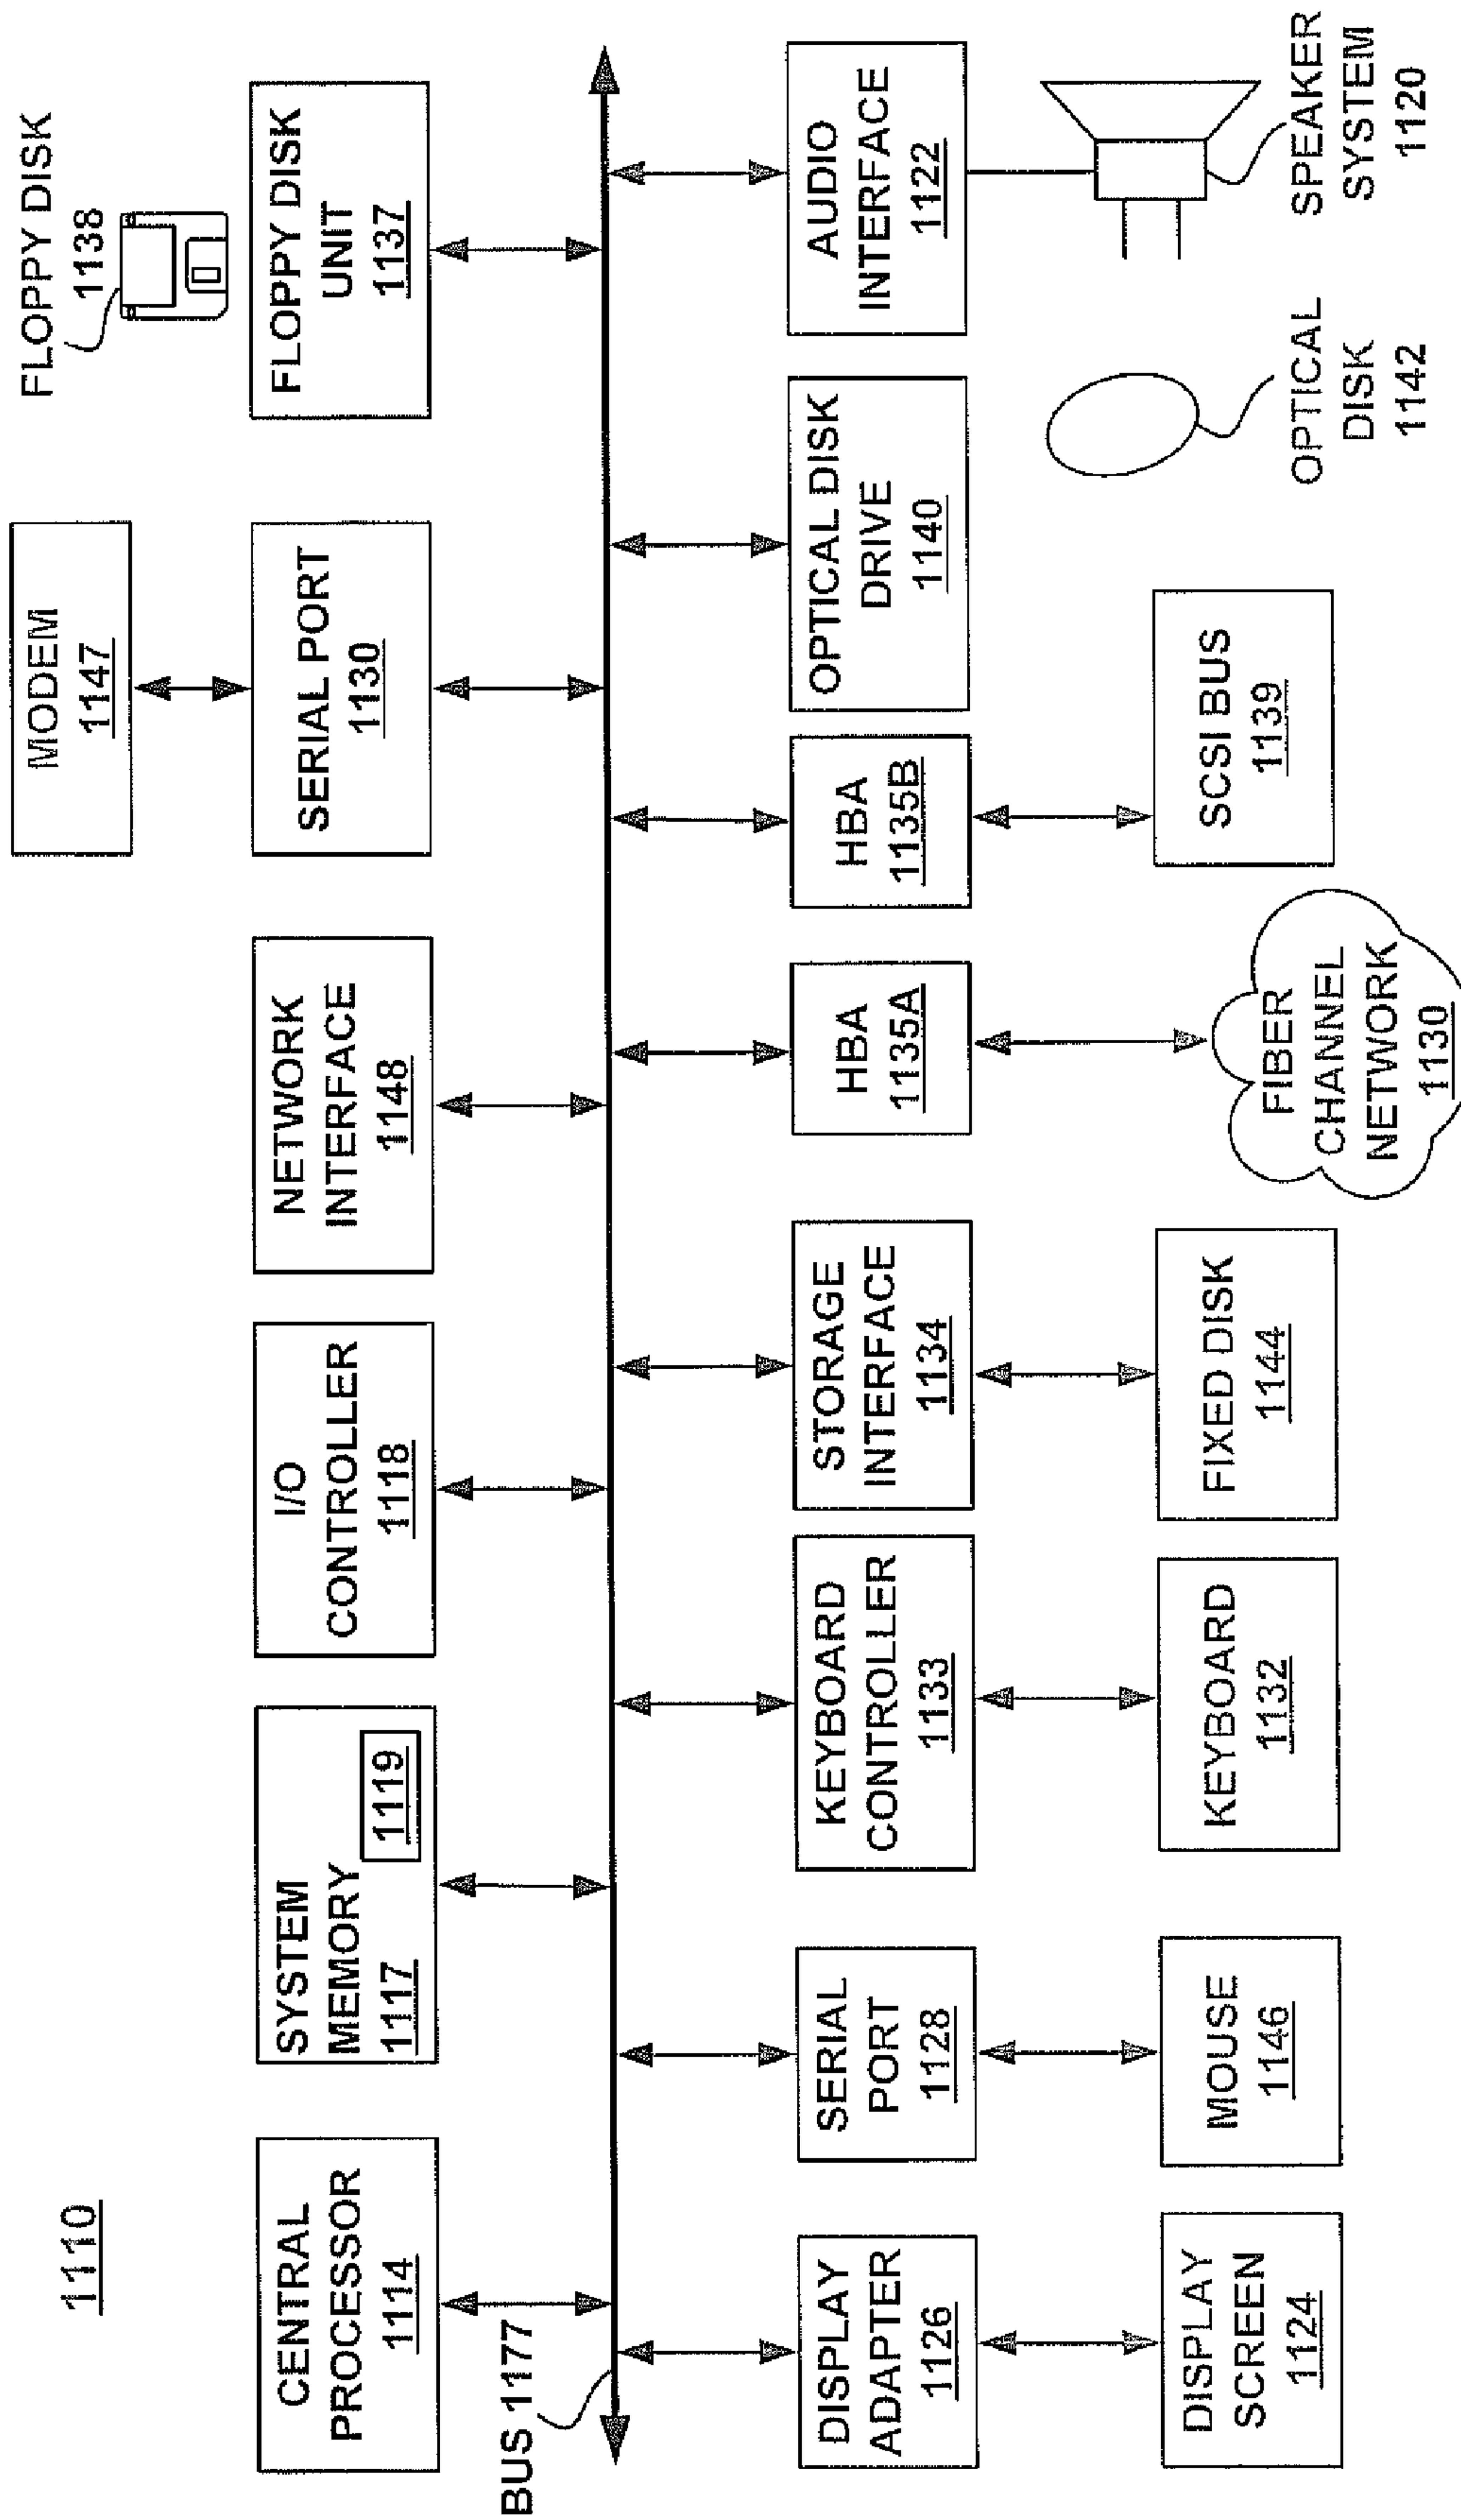 1110
FLOPPY DISK
1138
MODEM
1147
CENTRAL
PROCESSOR
1114
SYSTEM
MEMORY
1117
1119
I/O
CONTROLLER
1118
NETWORK
INTERFACE
1148
SERIAL PORT
1130
FLOPPY DISK
UNIT
1137
BUS 1177
DISPLAY
ADAPTER
1126
SERIAL
PORT
1128
KEYBOARD
CONTROLLER
1133
STORAGE
INTERFACE
1134
HBA
1135A
HBA
1135B
OPTICAL DISK
DRIVE
1140
AUDIO
INTERFACE
1122
DISPLAY
SCREEN
1124
MOUSE
1146
KEYBOARD
1132
FIXED DISK
1144
FIBER
CHANNEL
NETWORK
1130
SCSI BUS
1139
OPTICAL
DISK
1142
SPEAKER
SYSTEM
1120